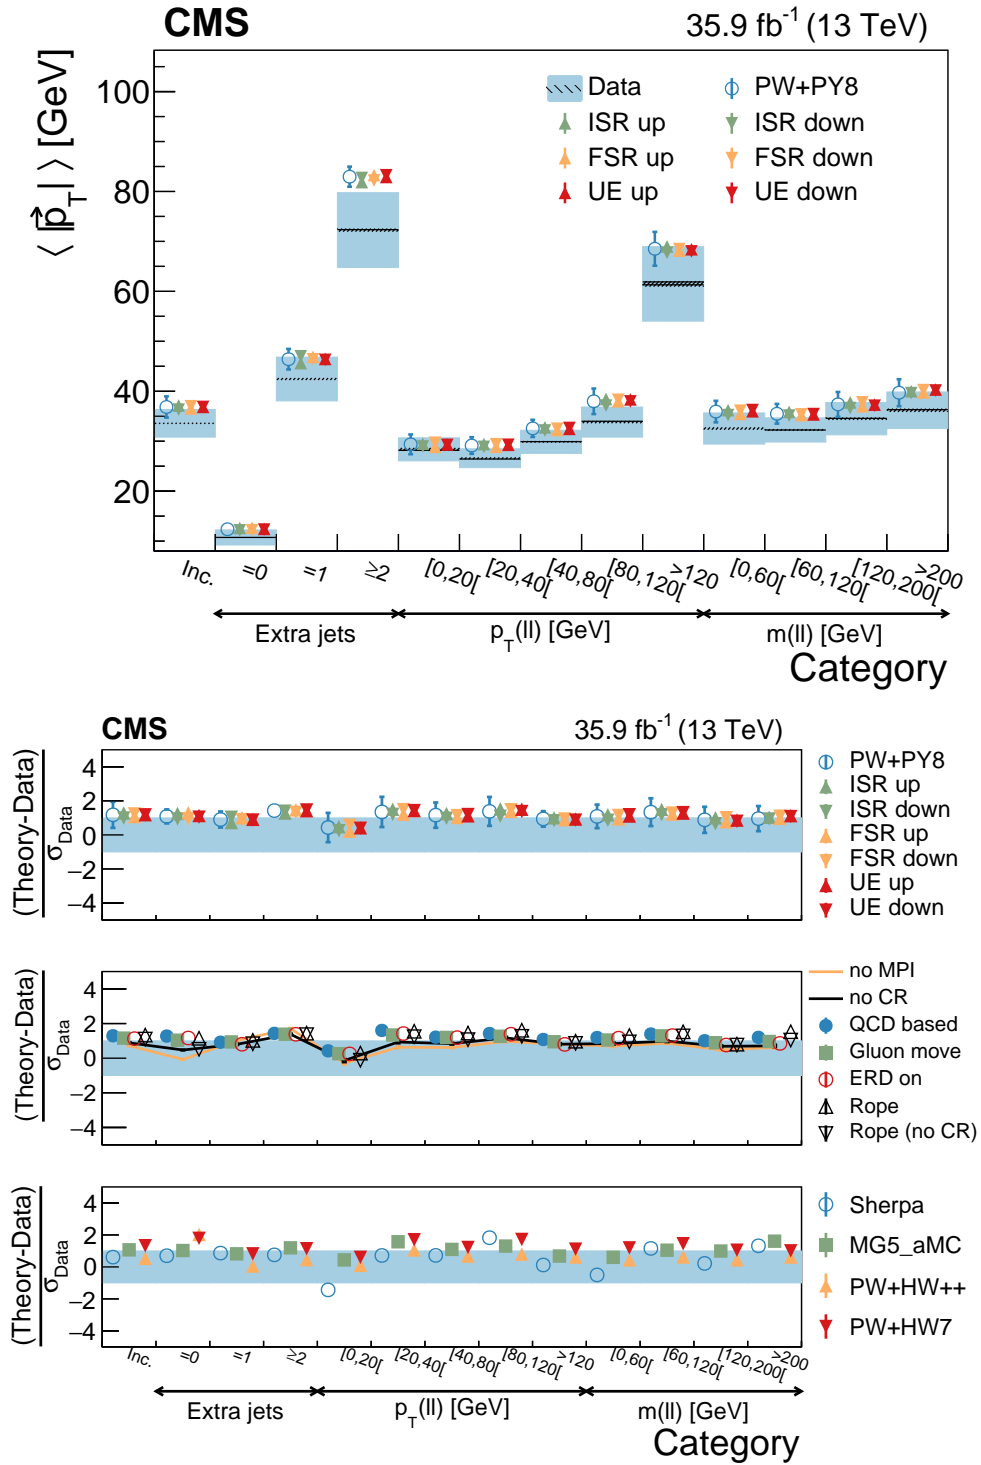 CMS 35.9 fb⁻¹ (13 TeV)
⟨ |p⃗_T| ⟩ [GeV]
100
80
60
40
20
Data PW+PY8
ISR up ISR down
FSR up FSR down
UE up UE down
Inc. =0 =1 ≥2 [0,20[ [20,40[ [40,80[ [80,120[ >120 [0,60[ [60,120[ [120,200[ >200
Extra jets p_T(ll) [GeV] m(ll) [GeV]
Category
CMS 35.9 fb⁻¹ (13 TeV)
(Theory-Data)
σ_Data
4
2
0
−2
−4
PW+PY8
ISR up
ISR down
FSR up
FSR down
UE up
UE down
(Theory-Data)
σ_Data
4
2
0
−2
−4
no MPI
no CR
QCD based
Gluon move
ERD on
Rope
Rope (no CR)
(Theory-Data)
σ_Data
4
2
0
−2
−4
Sherpa
MG5_aMC
PW+HW++
PW+HW7
Inc. =0 =1 ≥2 [0,20[ [20,40[ [40,80[ [80,120[ >120 [0,60[ [60,120[ [120,200[ >200
Extra jets p_T(ll) [GeV] m(ll) [GeV]
Category